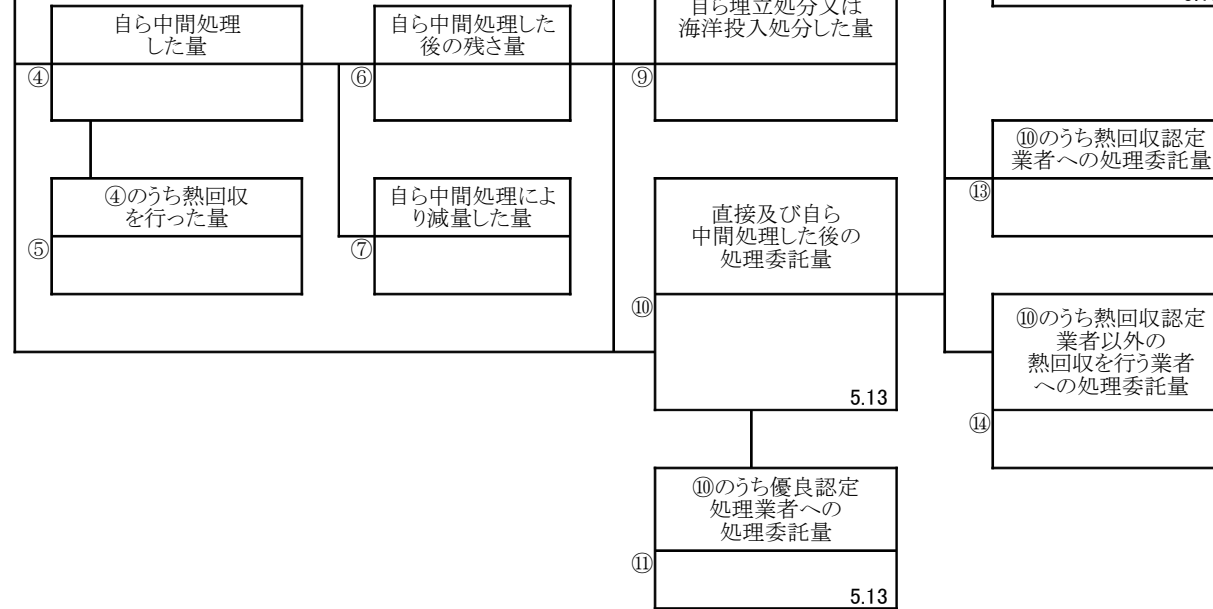 自ら中間処理
した量
④
自ら中間処理した
後の残さ量
⑥
自ら埋立処分又は
海洋投入処分した量
⑨
⑩のうち熱回収認定
業者への処理委託量
⑬
④のうち熱回収
を行った量
⑤
自ら中間処理によ
り減量した量
⑦
直接及び自ら
中間処理した後の
処理委託量
⑩
5.13
⑩のうち熱回収認定
業者以外の
熱回収を行う業者
への処理委託量
⑭
⑩のうち優良認定
処理業者への
処理委託量
⑪
5.13